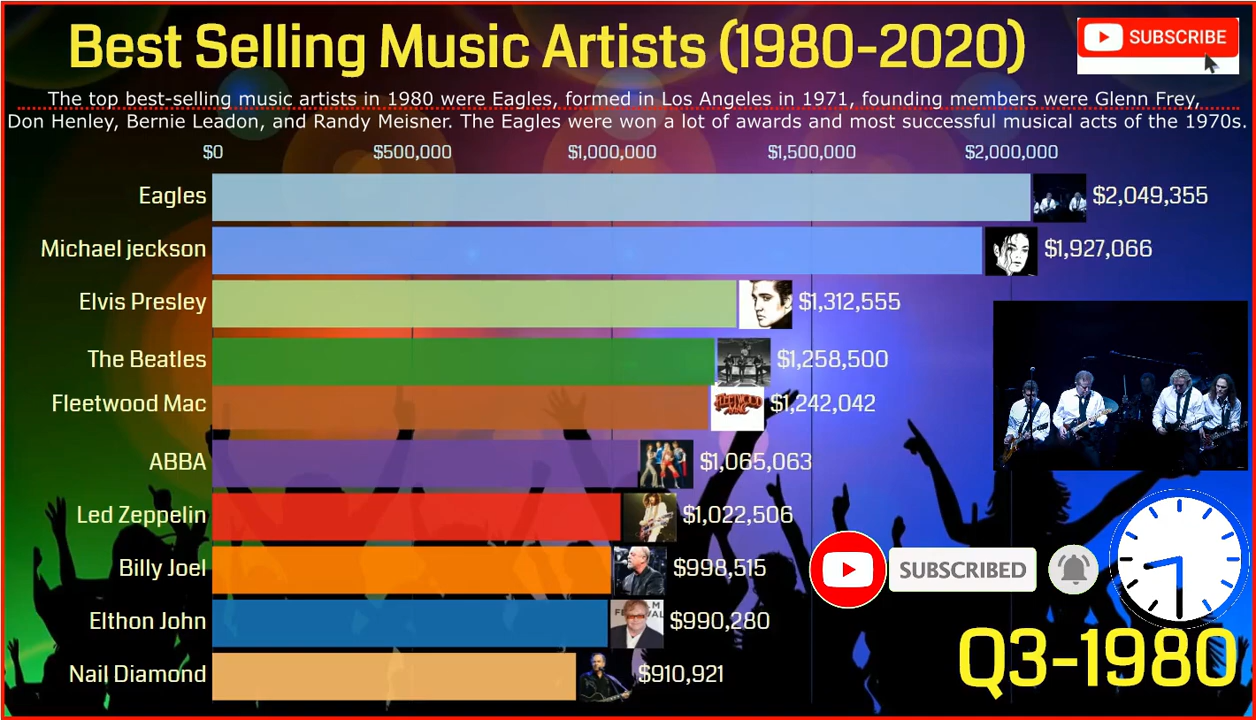 Best Selling Music Artists (1980-2020)
SUBSCRIBE
The top best-selling music artists in 1980 were Eagles, formed in Los Angeles in 1971, founding members were Glenn Frey,
Don Henley, Bernie Leadon, and Randy Meisner. The Eagles were won a lot of awards and most successful musical acts of the 1970s.
$0 $500,000 $1,000,000 $1,500,000 $2,000,000
Eagles $2,049,355
Michael jeckson $1,927,066
Elvis Presley $1,312,555
The Beatles $1,258,500
Fleetwood Mac FLEETWOOD MAC $1,242,042
ABBA $1,065,063
Led Zeppelin $1,022,506
Billy Joel $998,515
SUBSCRIBED
Elthon John $990,280
Nail Diamond $910,921
Q3-1980